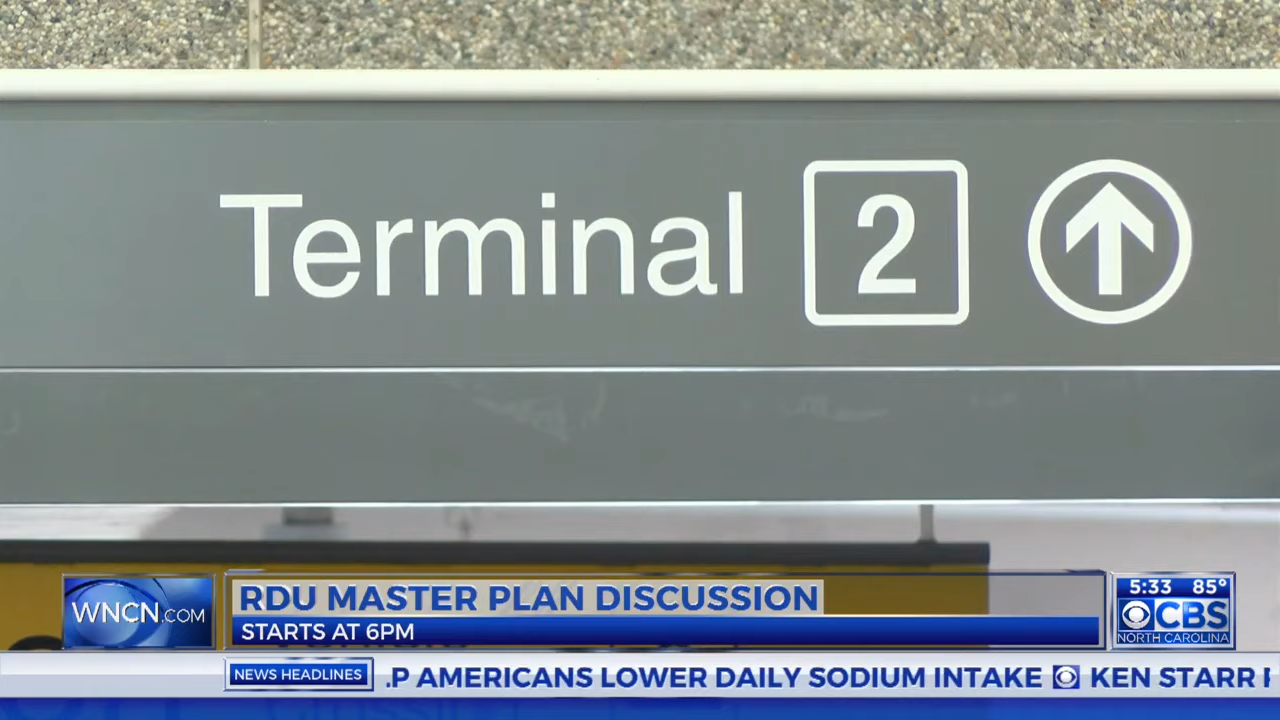 Terminal 2
WNCN.COM
RDU MASTER PLAN DISCUSSION
STARTS AT 6PM
5:33 85°
CBS
NORTH CAROLINA
NEWS HEADLINES
.P AMERICANS LOWER DAILY SODIUM INTAKE
KEN STARR